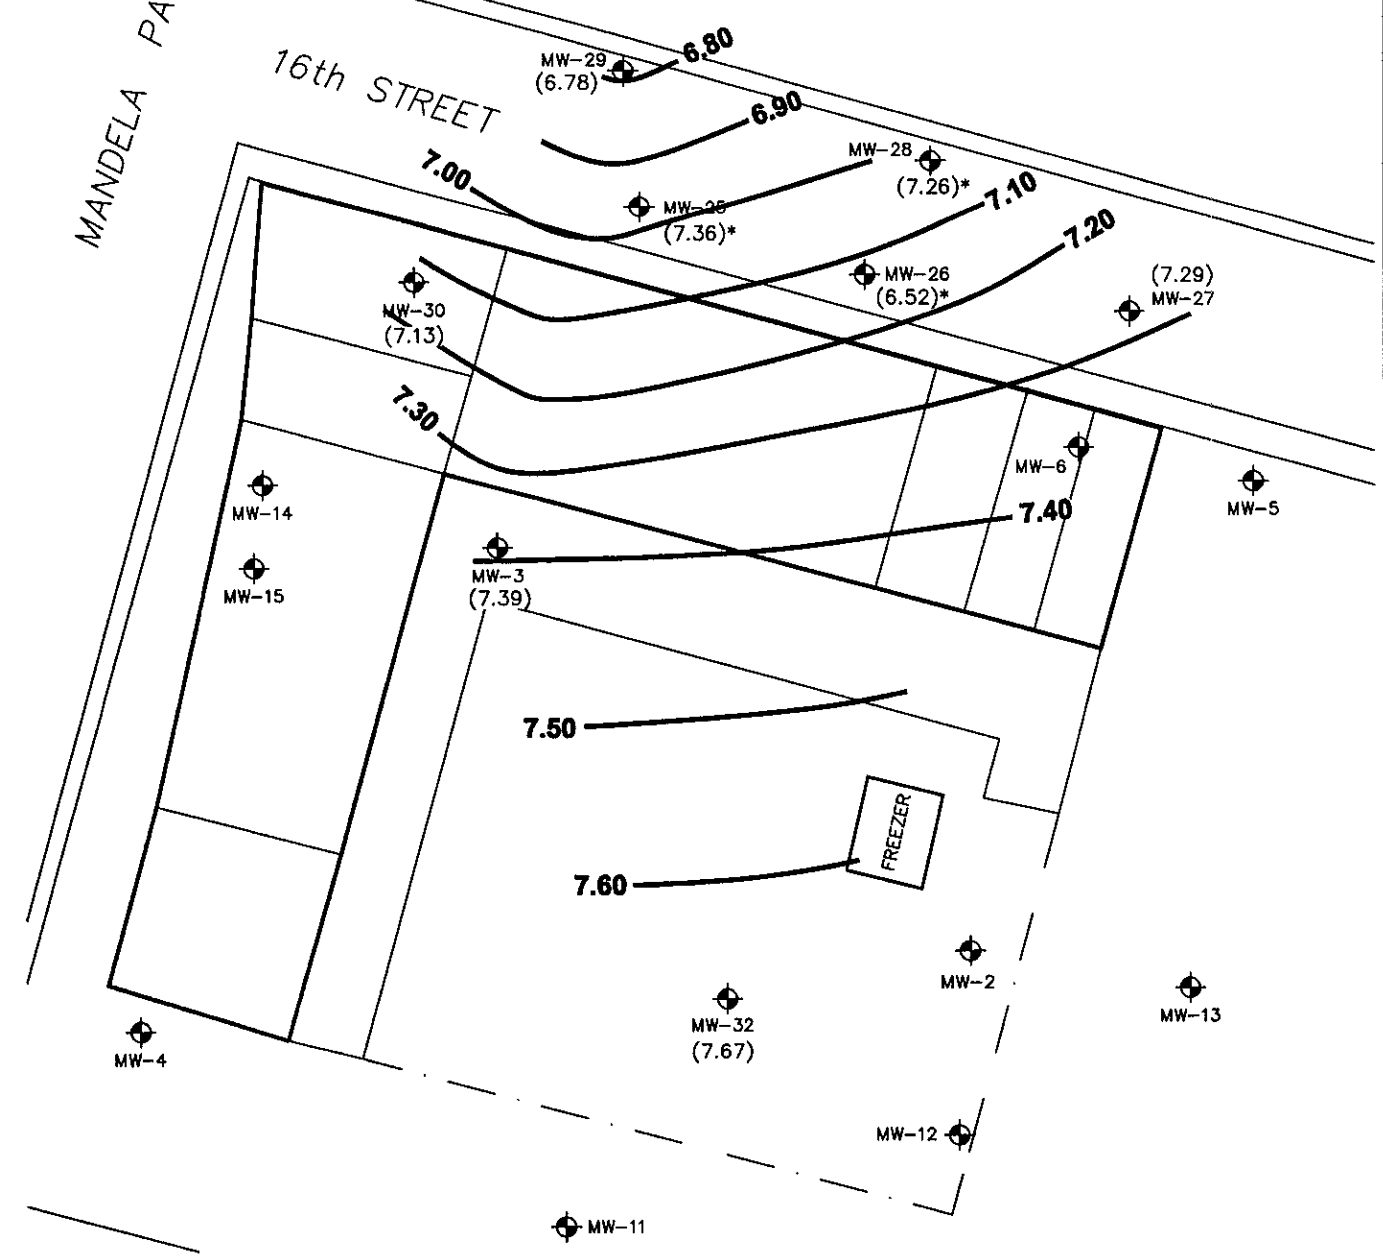 MANDELA PA
16th STREET
MW-29
(6.78)
6.80
6.90
7.00
MW-28
(7.26)*
7.10
MW-25
(7.36)*
7.20
MW-26
(6.52)*
(7.29)
MW-27
MW-30
(7.13)
7.30
MW-6
MW-5
MW-14
7.40
MW-3
(7.39)
MW-15
7.50
FREEZER
7.60
MW-2
MW-13
MW-32
(7.67)
MW-4
MW-12
MW-11